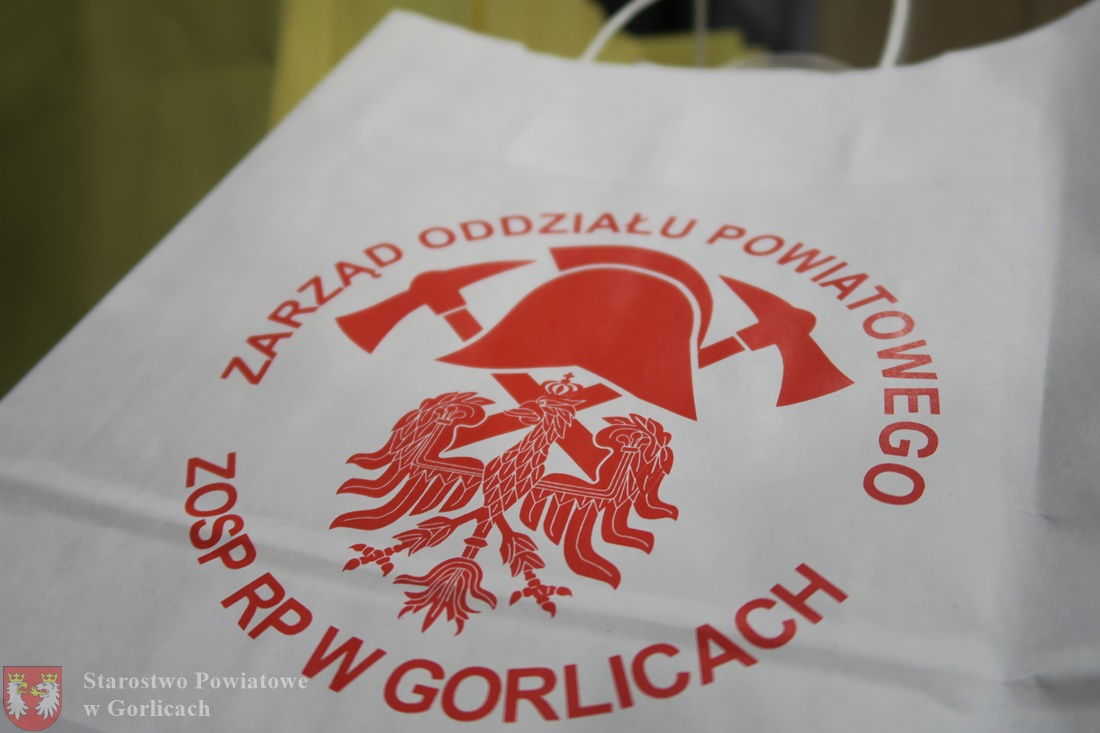 ZARZĄD ODDZIAŁU POWIATOWEGO
ZOSP RP W GORLICACH
Starostwo Powiatowe
w Gorlicach